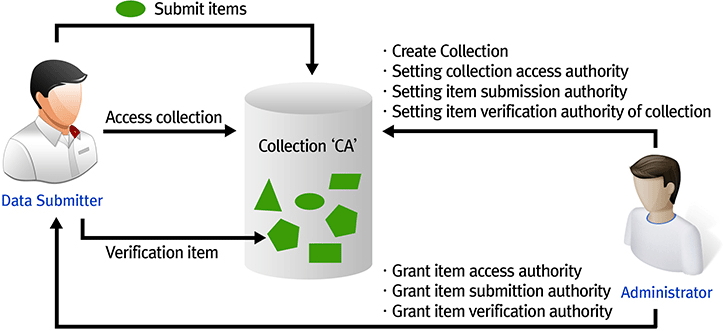 Submit items
· Create Collection
· Setting collection access authority
· Setting item submission authority
· Setting item verification authority of collection
Access collection
Collection ‘CA’
Data Submitter
Verification item
· Grant item access authority
· Grant item submittion authority
· Grant item verification authority
Administrator